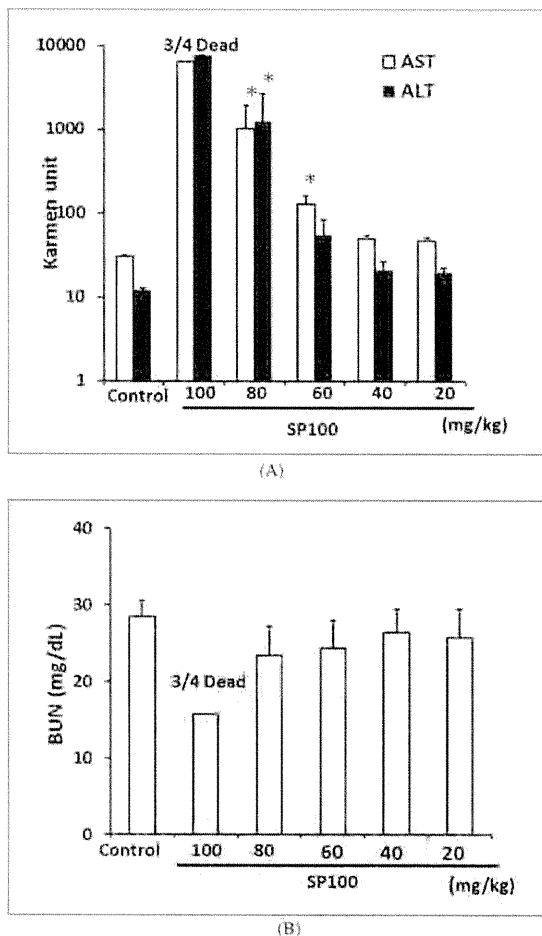 10000
1000
100
10
1
Karmen unit
3/4 Dead
* *
*
AST
ALT
Control 100 80 60 40 20
SP100 (mg/kg)
(A)
40
30
20
10
0
BUN (mg/dL)
3/4 Dead
Control 100 80 60 40 20
SP100 (mg/kg)
(B)